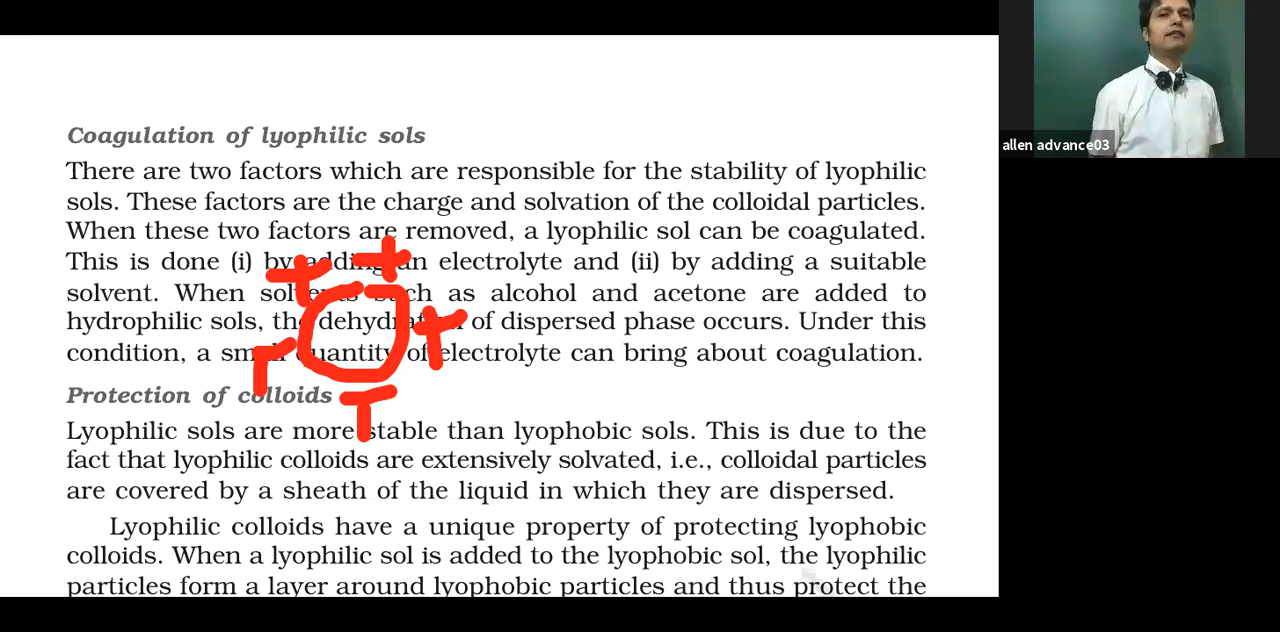 Coagulation of lyophilic sols
There are two factors which are responsible for the stability of lyophilic
sols. These factors are the charge and solvation of the colloidal particles.
When these two factors are removed, a lyophilic sol can be coagulated.
This is done (i) by adding an electrolyte and (ii) by adding a suitable
solvent. When solvents such as alcohol and acetone are added to
hydrophilic sols, the dehydration of dispersed phase occurs. Under this
condition, a small quantity of electrolyte can bring about coagulation.
Protection of colloids
Lyophilic sols are more stable than lyophobic sols. This is due to the
fact that lyophilic colloids are extensively solvated, i.e., colloidal particles
are covered by a sheath of the liquid in which they are dispersed.
Lyophilic colloids have a unique property of protecting lyophobic
colloids. When a lyophilic sol is added to the lyophobic sol, the lyophilic
particles form a layer around lyophobic particles and thus protect the
allen advance03